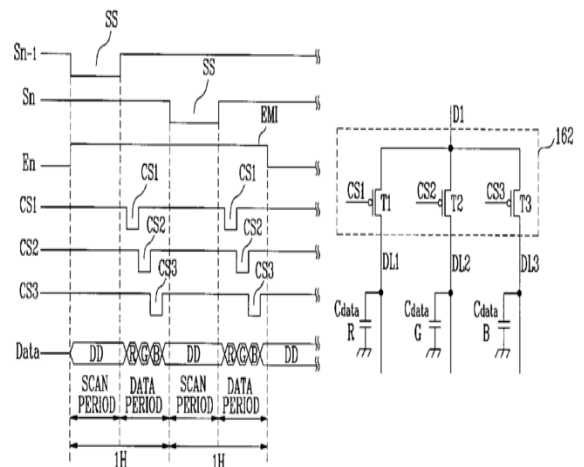 SS
Sn-1
SS
Sn
EMI
En
CS1 CS1
CS1
CS2 CS2
CS2
CS3 CS3
CS3
Data DD R G B DD R G B DD
SCAN PERIOD DATA PERIOD SCAN PERIOD DATA PERIOD
1H 1H
D1
162
CS1 T1 CS2 T2 CS3 T3
DL1 DL2 DL3
Cdata Cdata Cdata
R G B